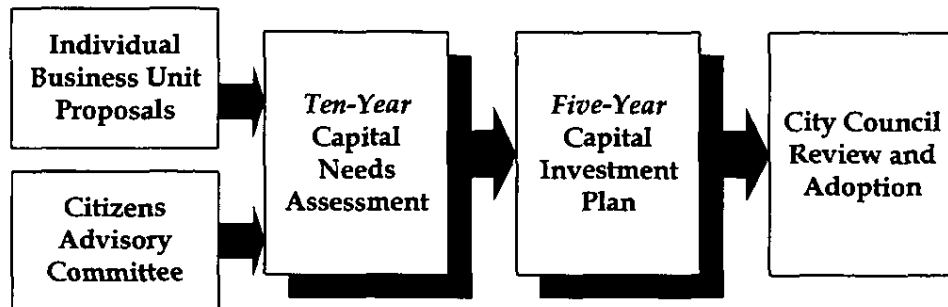 Individual
Business Unit
Proposals
Citizens
Advisory
Committee
Ten-Year
Capital
Needs
Assessment
Five-Year
Capital
Investment
Plan
City Council
Review and
Adoption